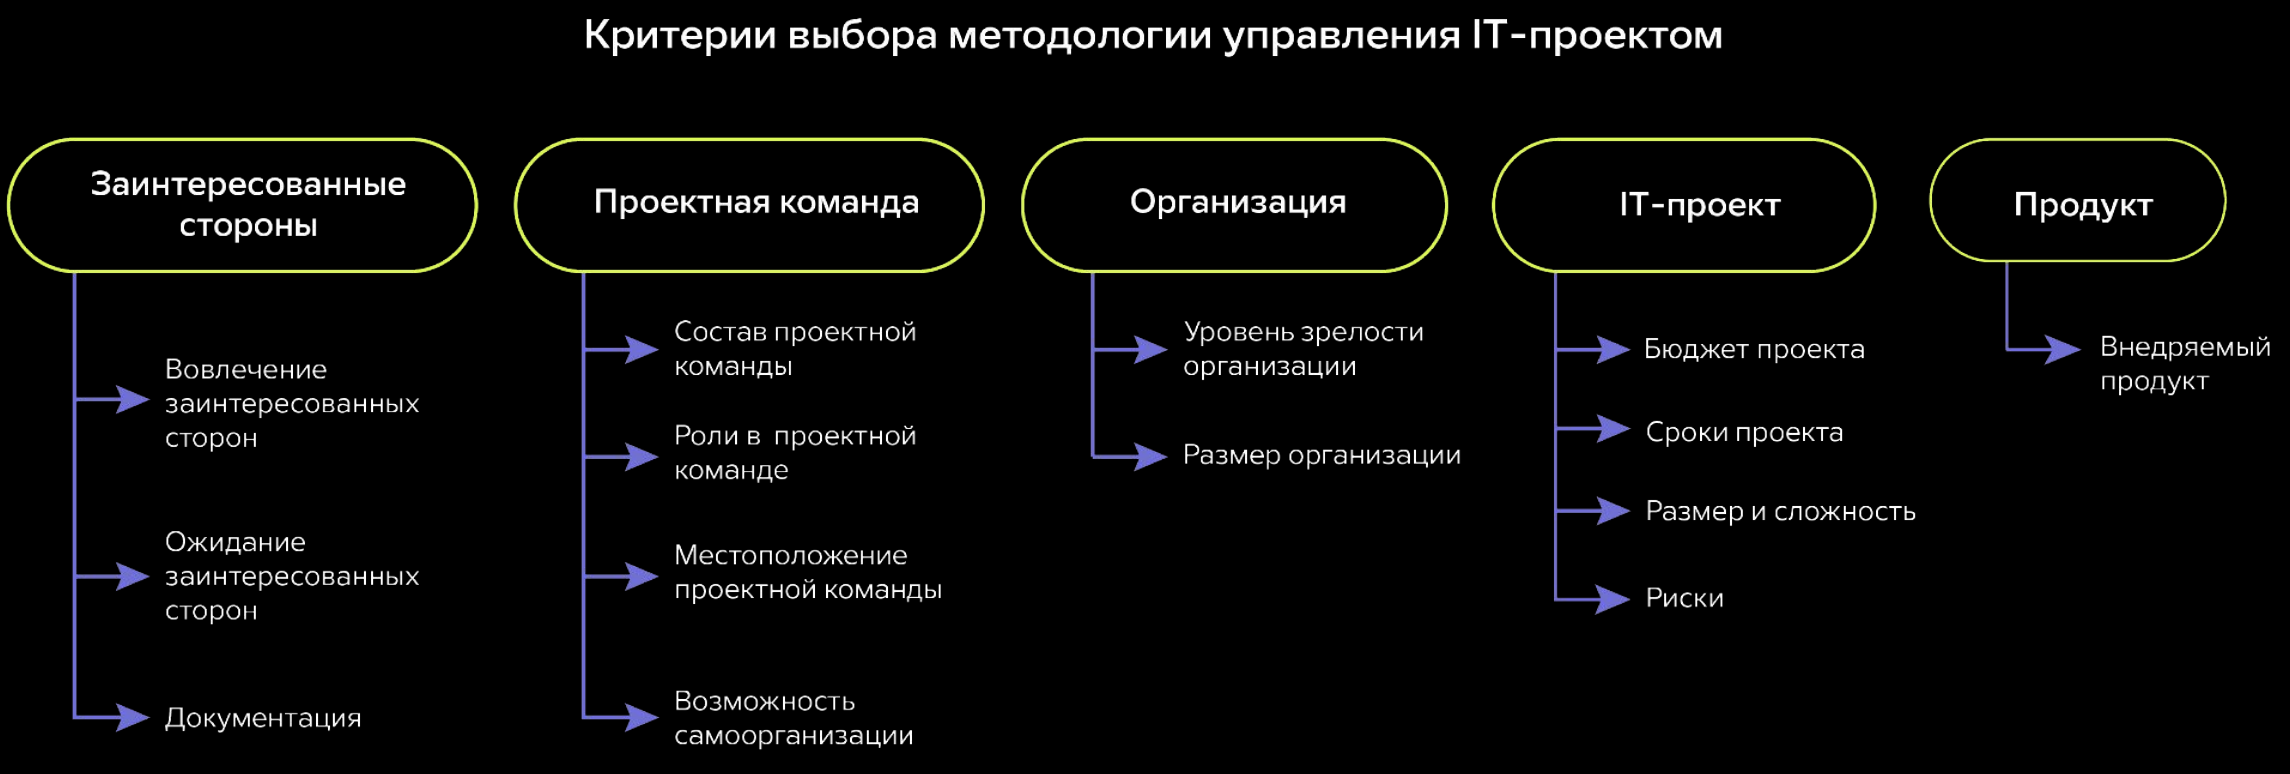 Критерии выбора методологии управления IT-проектом
Заинтересованные
стороны
Вовлечение
заинтересованных
сторон
Ожидание
заинтересованных
сторон
Документация
Проектная команда
Состав проектной
команды
Роли в проектной
команде
Местоположение
проектной команды
Возможность
самоорганизации
Организация
Уровень зрелости
организации
Размер организации
IT-проект
Бюджет проекта
Сроки проекта
Размер и сложность
Риски
Продукт
Внедряемый
продукт